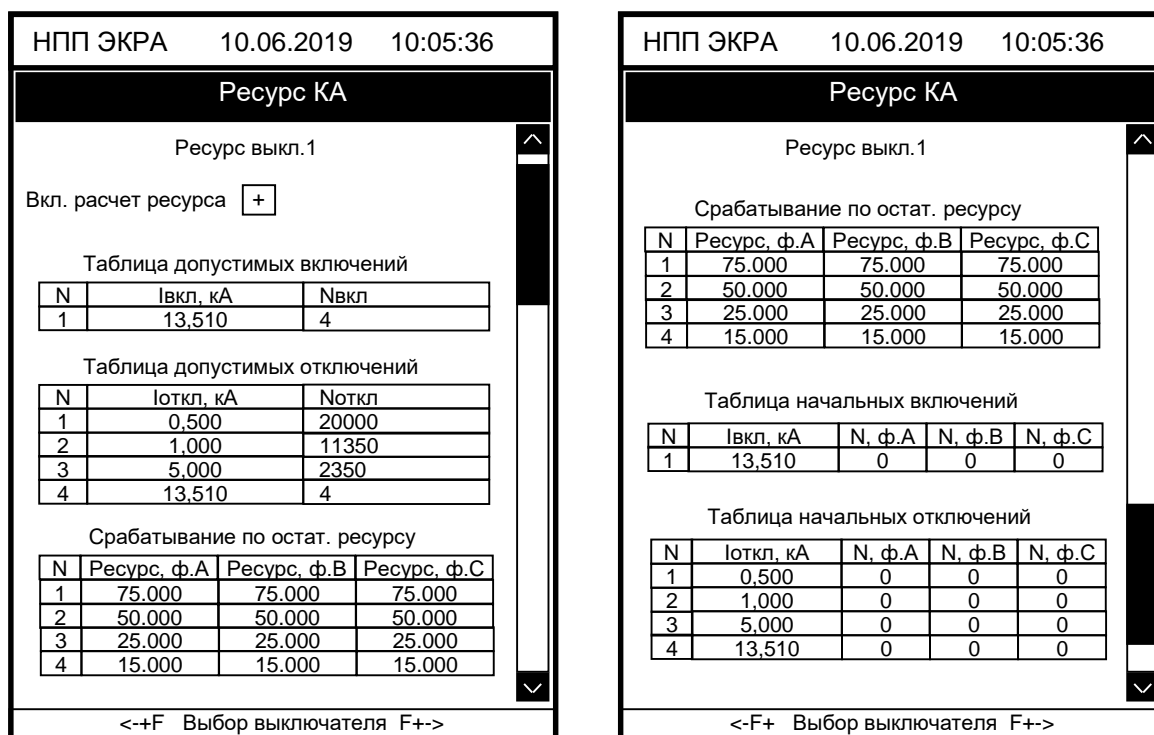 НПП ЭКРА 10.06.2019 10:05:36
Ресурс КА
Ресурс выкл.1
Вкл. расчет ресурса +
Таблица допустимых включений
N Iвкл, кА Nвкл
1 13,510 4
Таблица допустимых отключений
N Iоткл, кА Nоткл
1 0,500 20000
2 1,000 11350
3 5,000 2350
4 13,510 4
Срабатывание по остат. ресурсу
N Ресурс, ф.А Ресурс, ф.В Ресурс, ф.С
1 75.000 75.000 75.000
2 50.000 50.000 50.000
3 25.000 25.000 25.000
4 15.000 15.000 15.000
<-+F Выбор выключателя F+->
НПП ЭКРА 10.06.2019 10:05:36
Ресурс КА
Ресурс выкл.1
Срабатывание по остат. ресурсу
N Ресурс, ф.А Ресурс, ф.В Ресурс, ф.С
1 75.000 75.000 75.000
2 50.000 50.000 50.000
3 25.000 25.000 25.000
4 15.000 15.000 15.000
Таблица начальных включений
N Iвкл, кА N, ф.А N, ф.В N, ф.С
1 13,510 0 0 0
Таблица начальных отключений
N Iоткл, кА N, ф.А N, ф.В N, ф.С
1 0,500 0 0 0
2 1,000 0 0 0
3 5,000 0 0 0
4 13,510 0 0 0
<-F+ Выбор выключателя F+->